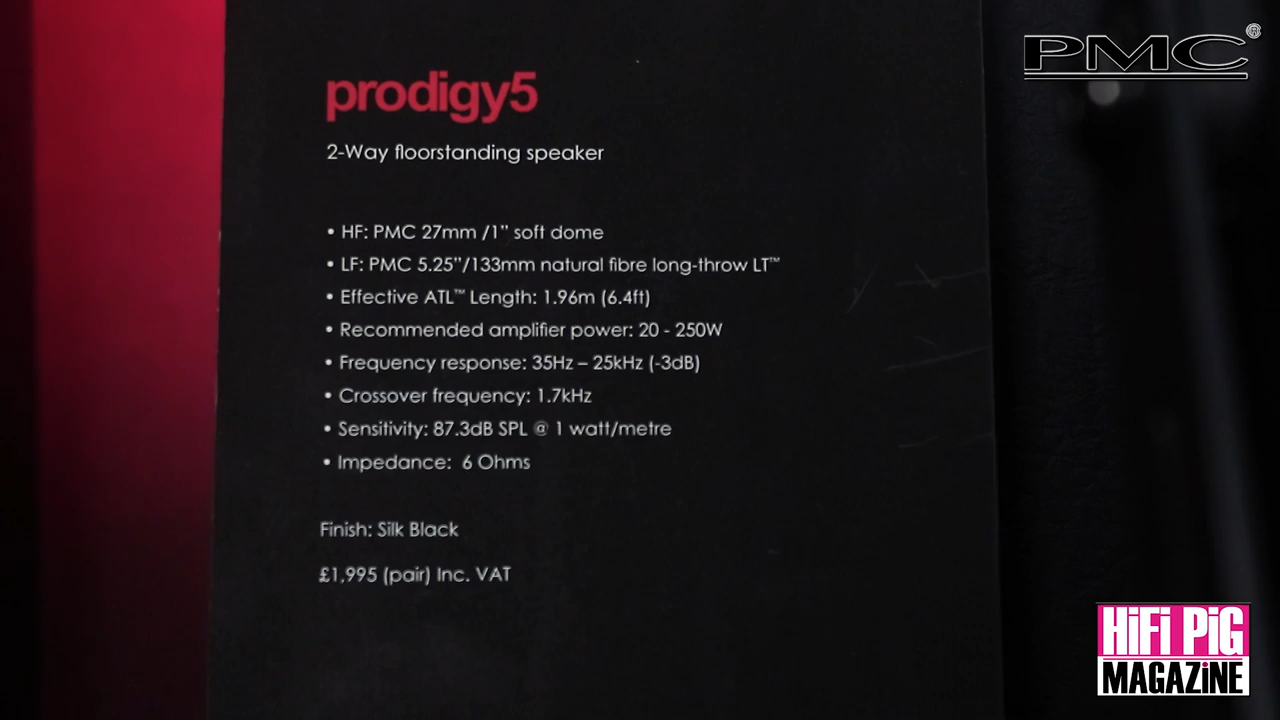 PMC®
prodigy5
2-Way floorstanding speaker
• HF: PMC 27mm /1” soft dome
• LF: PMC 5.25”/133mm natural fibre long-throw LT™
• Effective ATL™ Length: 1.96m (6.4ft)
• Recommended amplifier power: 20 - 250W
• Frequency response: 35Hz – 25kHz (-3dB)
• Crossover frequency: 1.7kHz
• Sensitivity: 87.3dB SPL @ 1 watt/metre
• Impedance: 6 Ohms
Finish: Silk Black
£1,995 (pair) Inc. VAT
HiFi PiG
MAGAZiNE